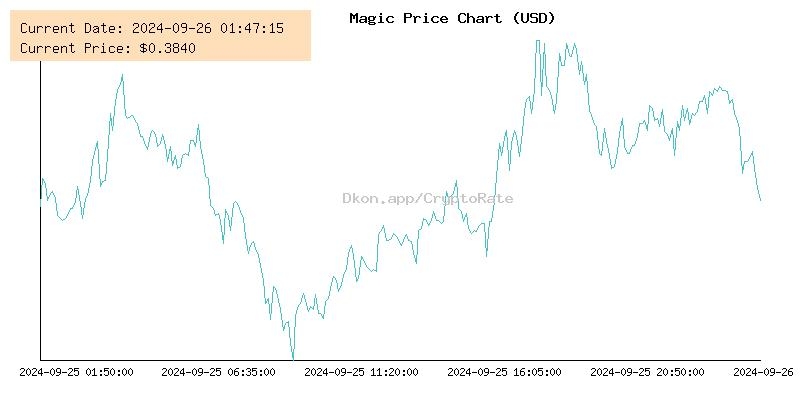 Magic Price Chart (USD)
Current Date: 2024-09-26 01:47:15
Current Price: $0.3840
Dkon.app/CryptoRate
2024-09-25 01:50:00
2024-09-25 06:35:00
2024-09-25 11:20:00
2024-09-25 16:05:00
2024-09-25 20:50:00
2024-09-26